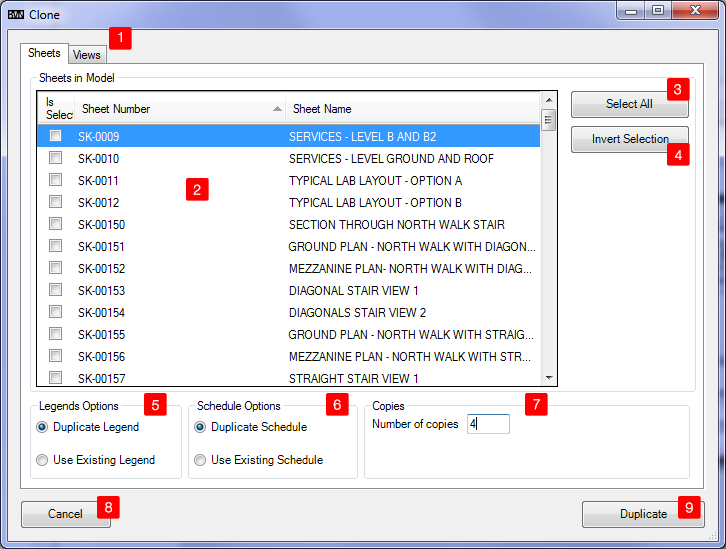 Clone
1
Sheets Views
Sheets in Model
Is Selec Sheet Number Sheet Name
3
Select All
SK-0009 SERVICES - LEVEL B AND B2
Invert Selection
4
SK-0010 SERVICES - LEVEL GROUND AND ROOF
SK-0011 TYPICAL LAB LAYOUT - OPTION A
2
SK-0012 TYPICAL LAB LAYOUT - OPTION B
SK-00150 SECTION THROUGH NORTH WALK STAIR
SK-00151 GROUND PLAN - NORTH WALK WITH DIAGON...
SK-00152 MEZZANINE PLAN- NORTH WALK WITH DIAG...
SK-00153 DIAGONAL STAIR VIEW 1
SK-00154 DIAGONALS STAIR VIEW 2
SK-00155 GROUND PLAN - NORTH WALK WITH STRAIG...
SK-00156 MEZZANINE PLAN - NORTH WALK WITH STR...
SK-00157 STRAIGHT STAIR VIEW 1
Legends Options 5 Schedule Options 6 Copies 7
Duplicate Legend Duplicate Schedule Number of copies 4
Use Existing Legend Use Existing Schedule
Cancel 8 Duplicate 9